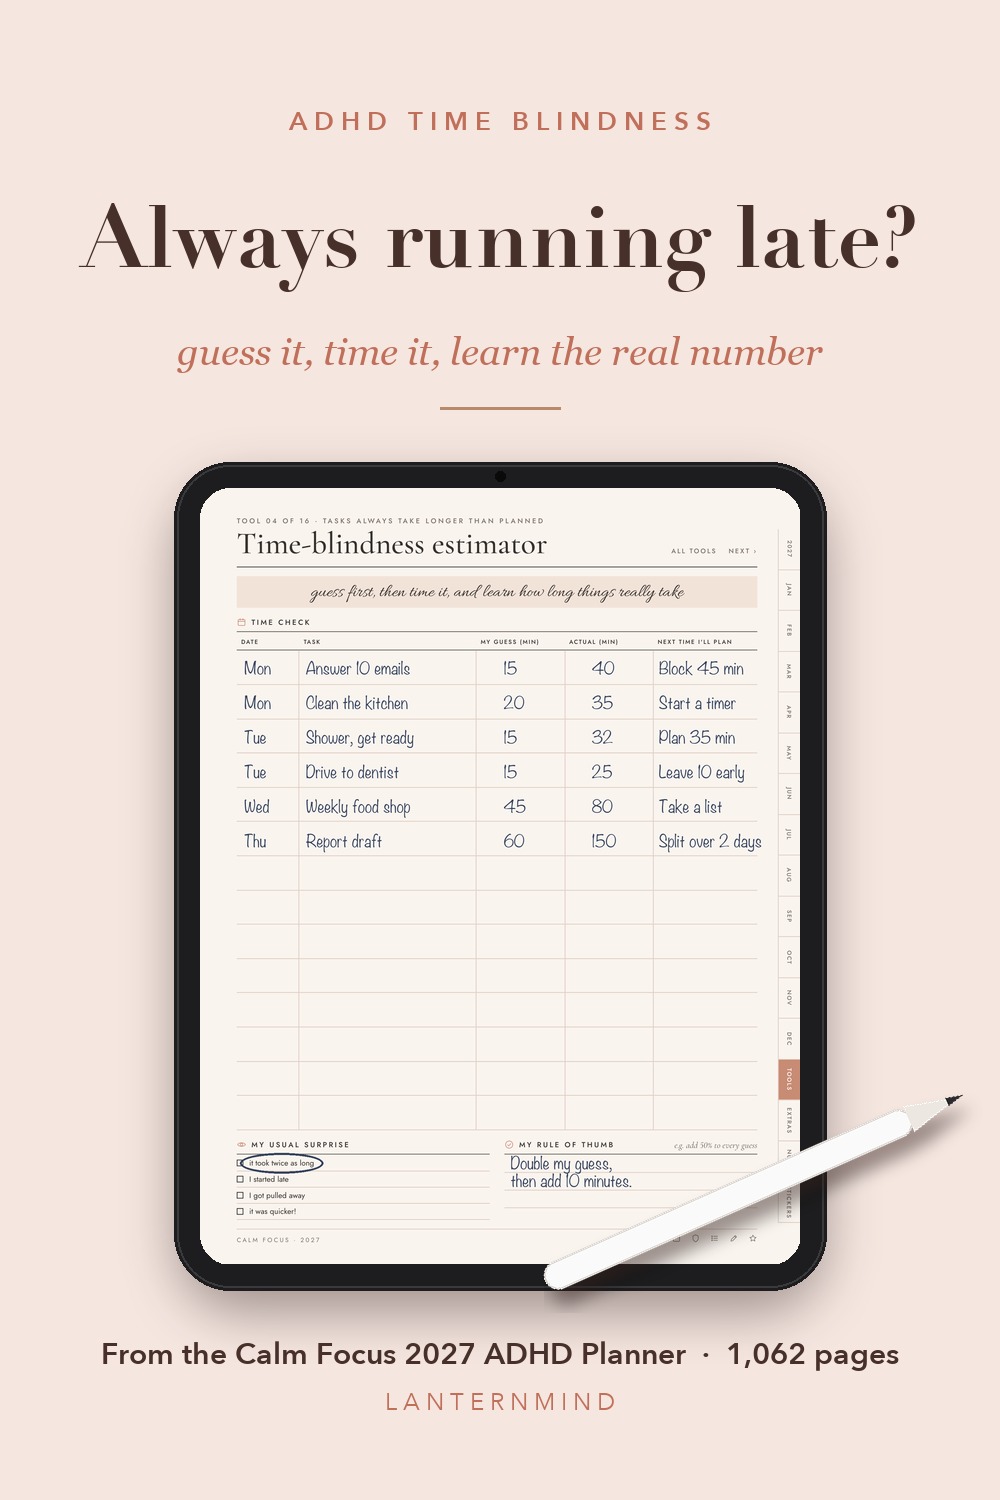 ADHD TIME BLINDNESS
Always running late?
guess it, time it, learn the real number
TOOL 04 OF 16 · TASKS ALWAYS TAKE LONGER THAN PLANNED
Time-blindness estimator
ALL TOOLS NEXT ›
guess first, then time it, and learn how long things really take
TIME CHECK
DATE TASK MY GUESS (MIN) ACTUAL (MIN) NEXT TIME I'LL PLAN
Mon Answer 10 emails 15 40 Block 45 min
Mon Clean the kitchen 20 35 Start a timer
Tue Shower, get ready 15 32 Plan 35 min
Tue Drive to dentist 15 25 Leave 10 early
Wed Weekly food shop 45 80 Take a list
Thu Report draft 60 150 Split over 2 days
MY USUAL SURPRISE
it took twice as long
I started late
I got pulled away
it was quicker!
MY RULE OF THUMB e.g. add 50% to every guess
Double my guess,
then add 10 minutes.
CALM FOCUS · 2027
2027
JAN
FEB
MAR
APR
MAY
JUN
JUL
AUG
SEP
OCT
NOV
DEC
TOOLS
EXTRAS
From the Calm Focus 2027 ADHD Planner · 1,062 pages
LANTERNMIND